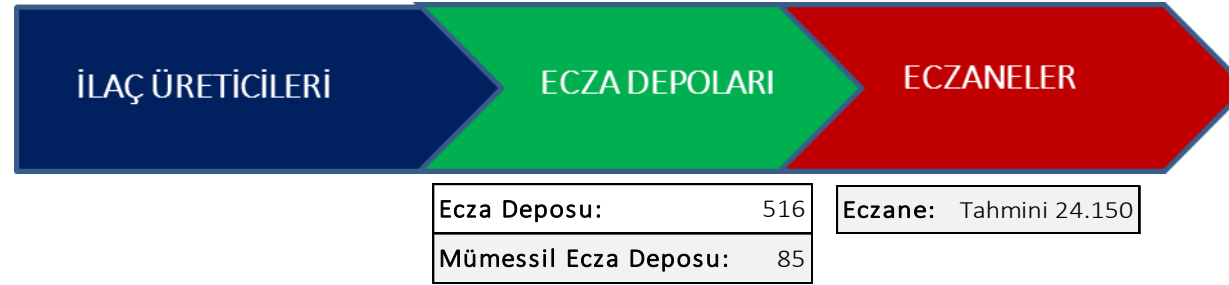 İLAÇ ÜRETİCİLERİ
ECZA DEPOLARI
ECZANELER
Ecza Deposu: 516
Mümessil Ecza Deposu: 85
Eczane: Tahmini 24.150